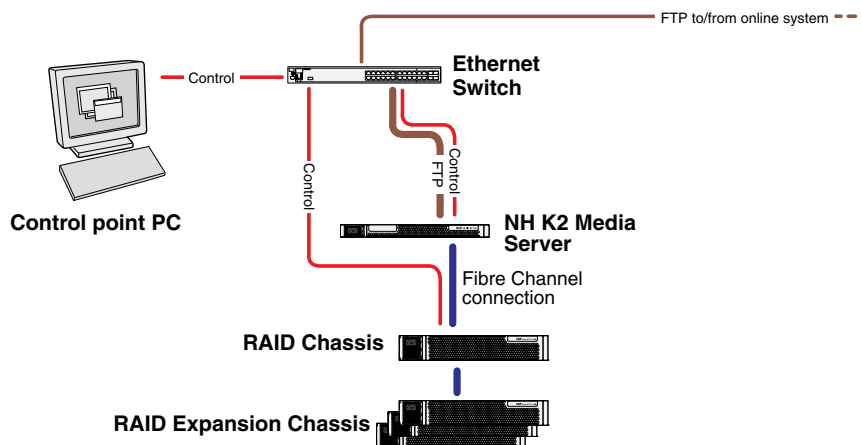 FTP to/from online system
Control
Ethernet
Switch
Control
FTP
Control
Control point PC
NH K2 Media
Server
Fibre Channel
connection
RAID Chassis
RAID Expansion Chassis